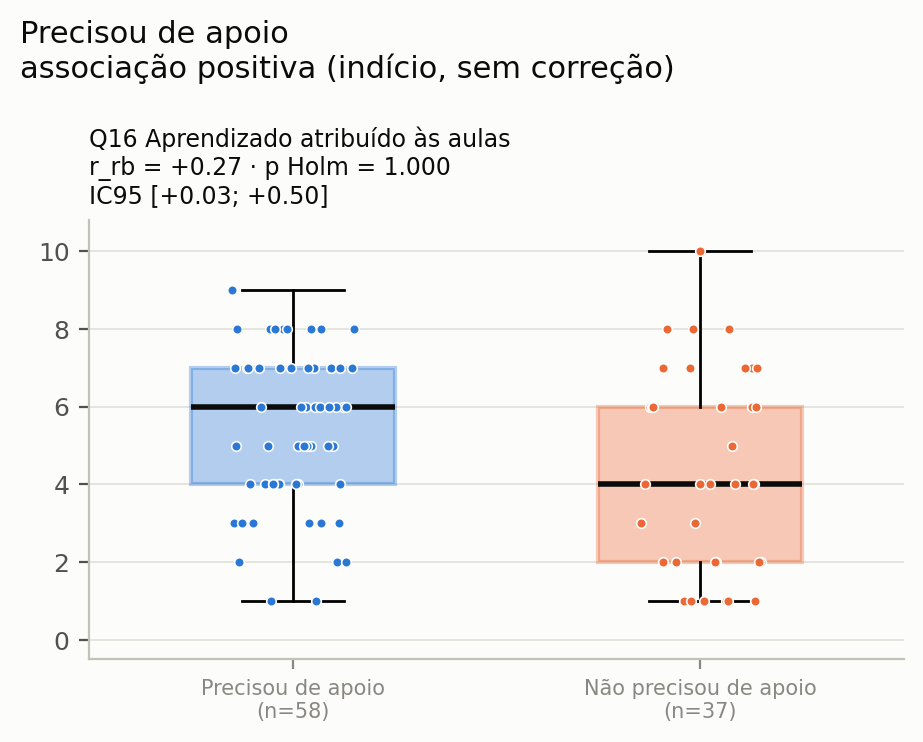 Precisou de apoio
associação positiva (indício, sem correção)
Q16 Aprendizado atribuído às aulas
r_rb = +0.27 · p Holm = 1.000
IC95 [+0.03; +0.50]
10
8
6
4
2
0
Precisou de apoio
(n=58)
Não precisou de apoio
(n=37)